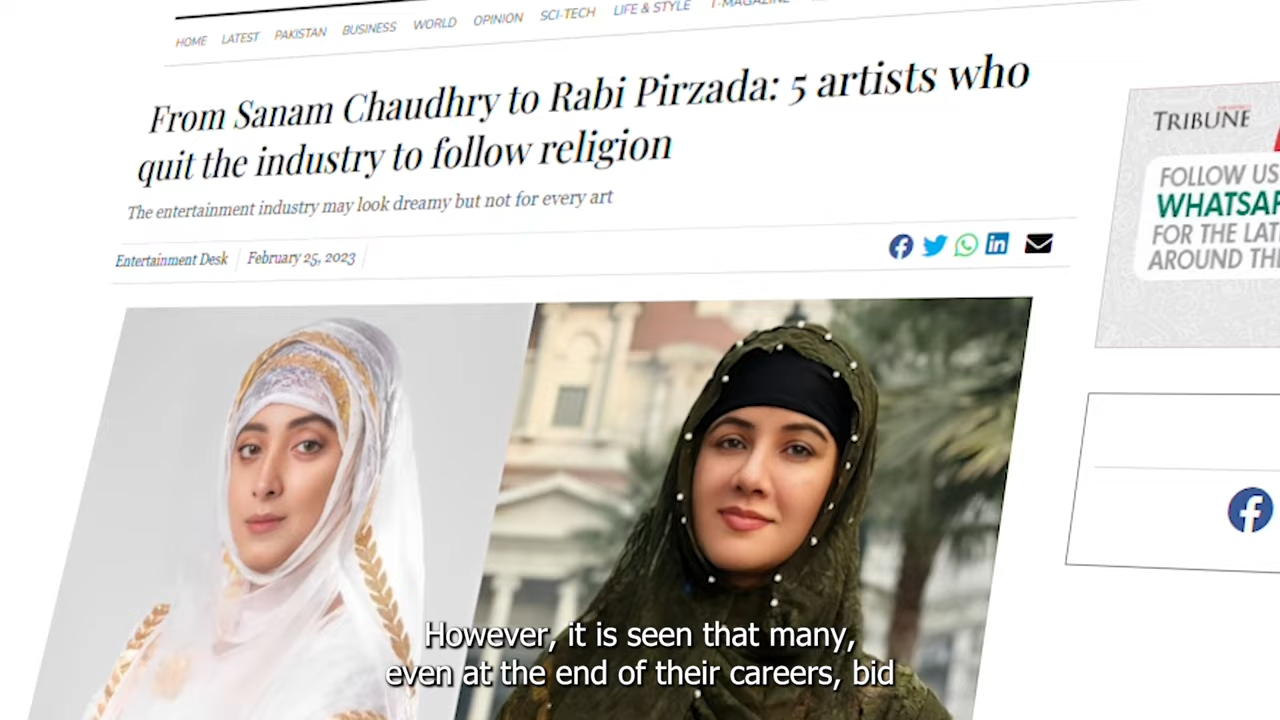 HOME LATEST PAKISTAN BUSINESS WORLD OPINION SCI-TECH LIFE & STYLE T-MAGAZINE
From Sanam Chaudhry to Rabi Pirzada: 5 artists who
quit the industry to follow religion
The entertainment industry may look dreamy but not for every art
Entertainment Desk February 25, 2023
TRIBUNE
FOLLOW US
WHATSAP
FOR THE LAT
AROUND THE
However, it is seen that many,
even at the end of their careers, bid